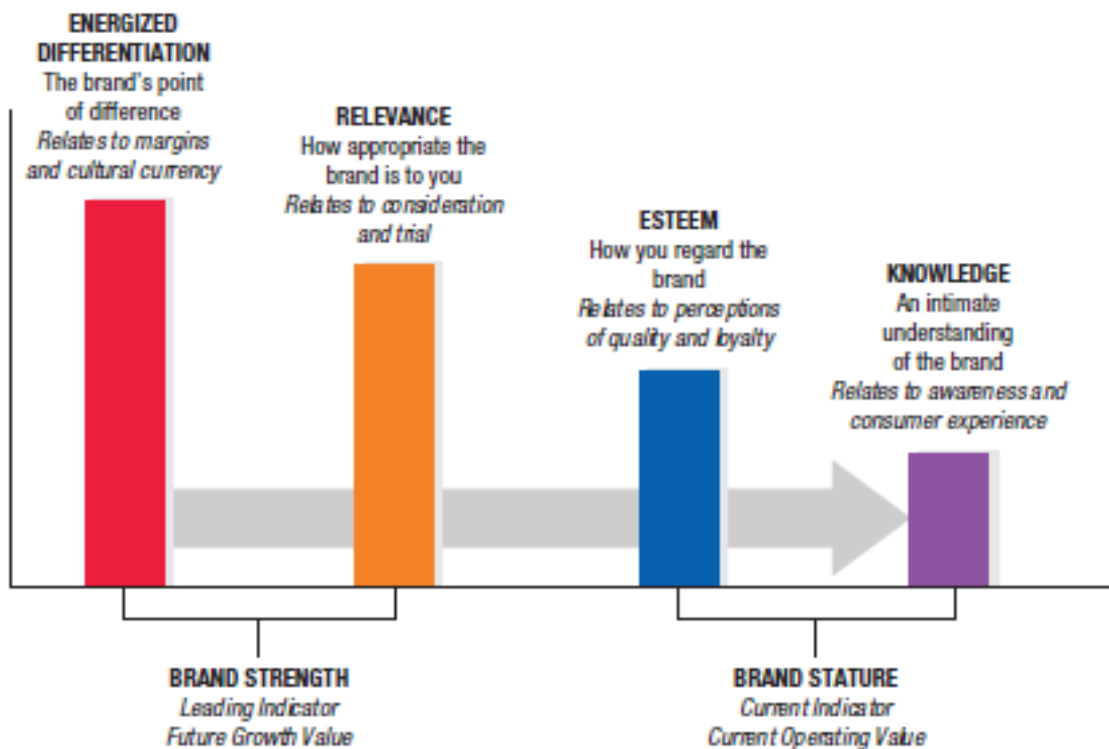 ENERGIZED
DIFFERENTIATION
The brand's point
of difference
Relates to margins
and cultural currency
RELEVANCE
How appropriate the
brand is to you
Relates to consideration
and trial
ESTEEM
How you regard the
brand
Relates to perceptions
of quality and loyalty
KNOWLEDGE
An intimate
understanding
of the brand
Relates to awareness and
consumer experience
BRAND STRENGTH
Leading Indicator
Future Growth Value
BRAND STATURE
Current Indicator
Current Operating Value